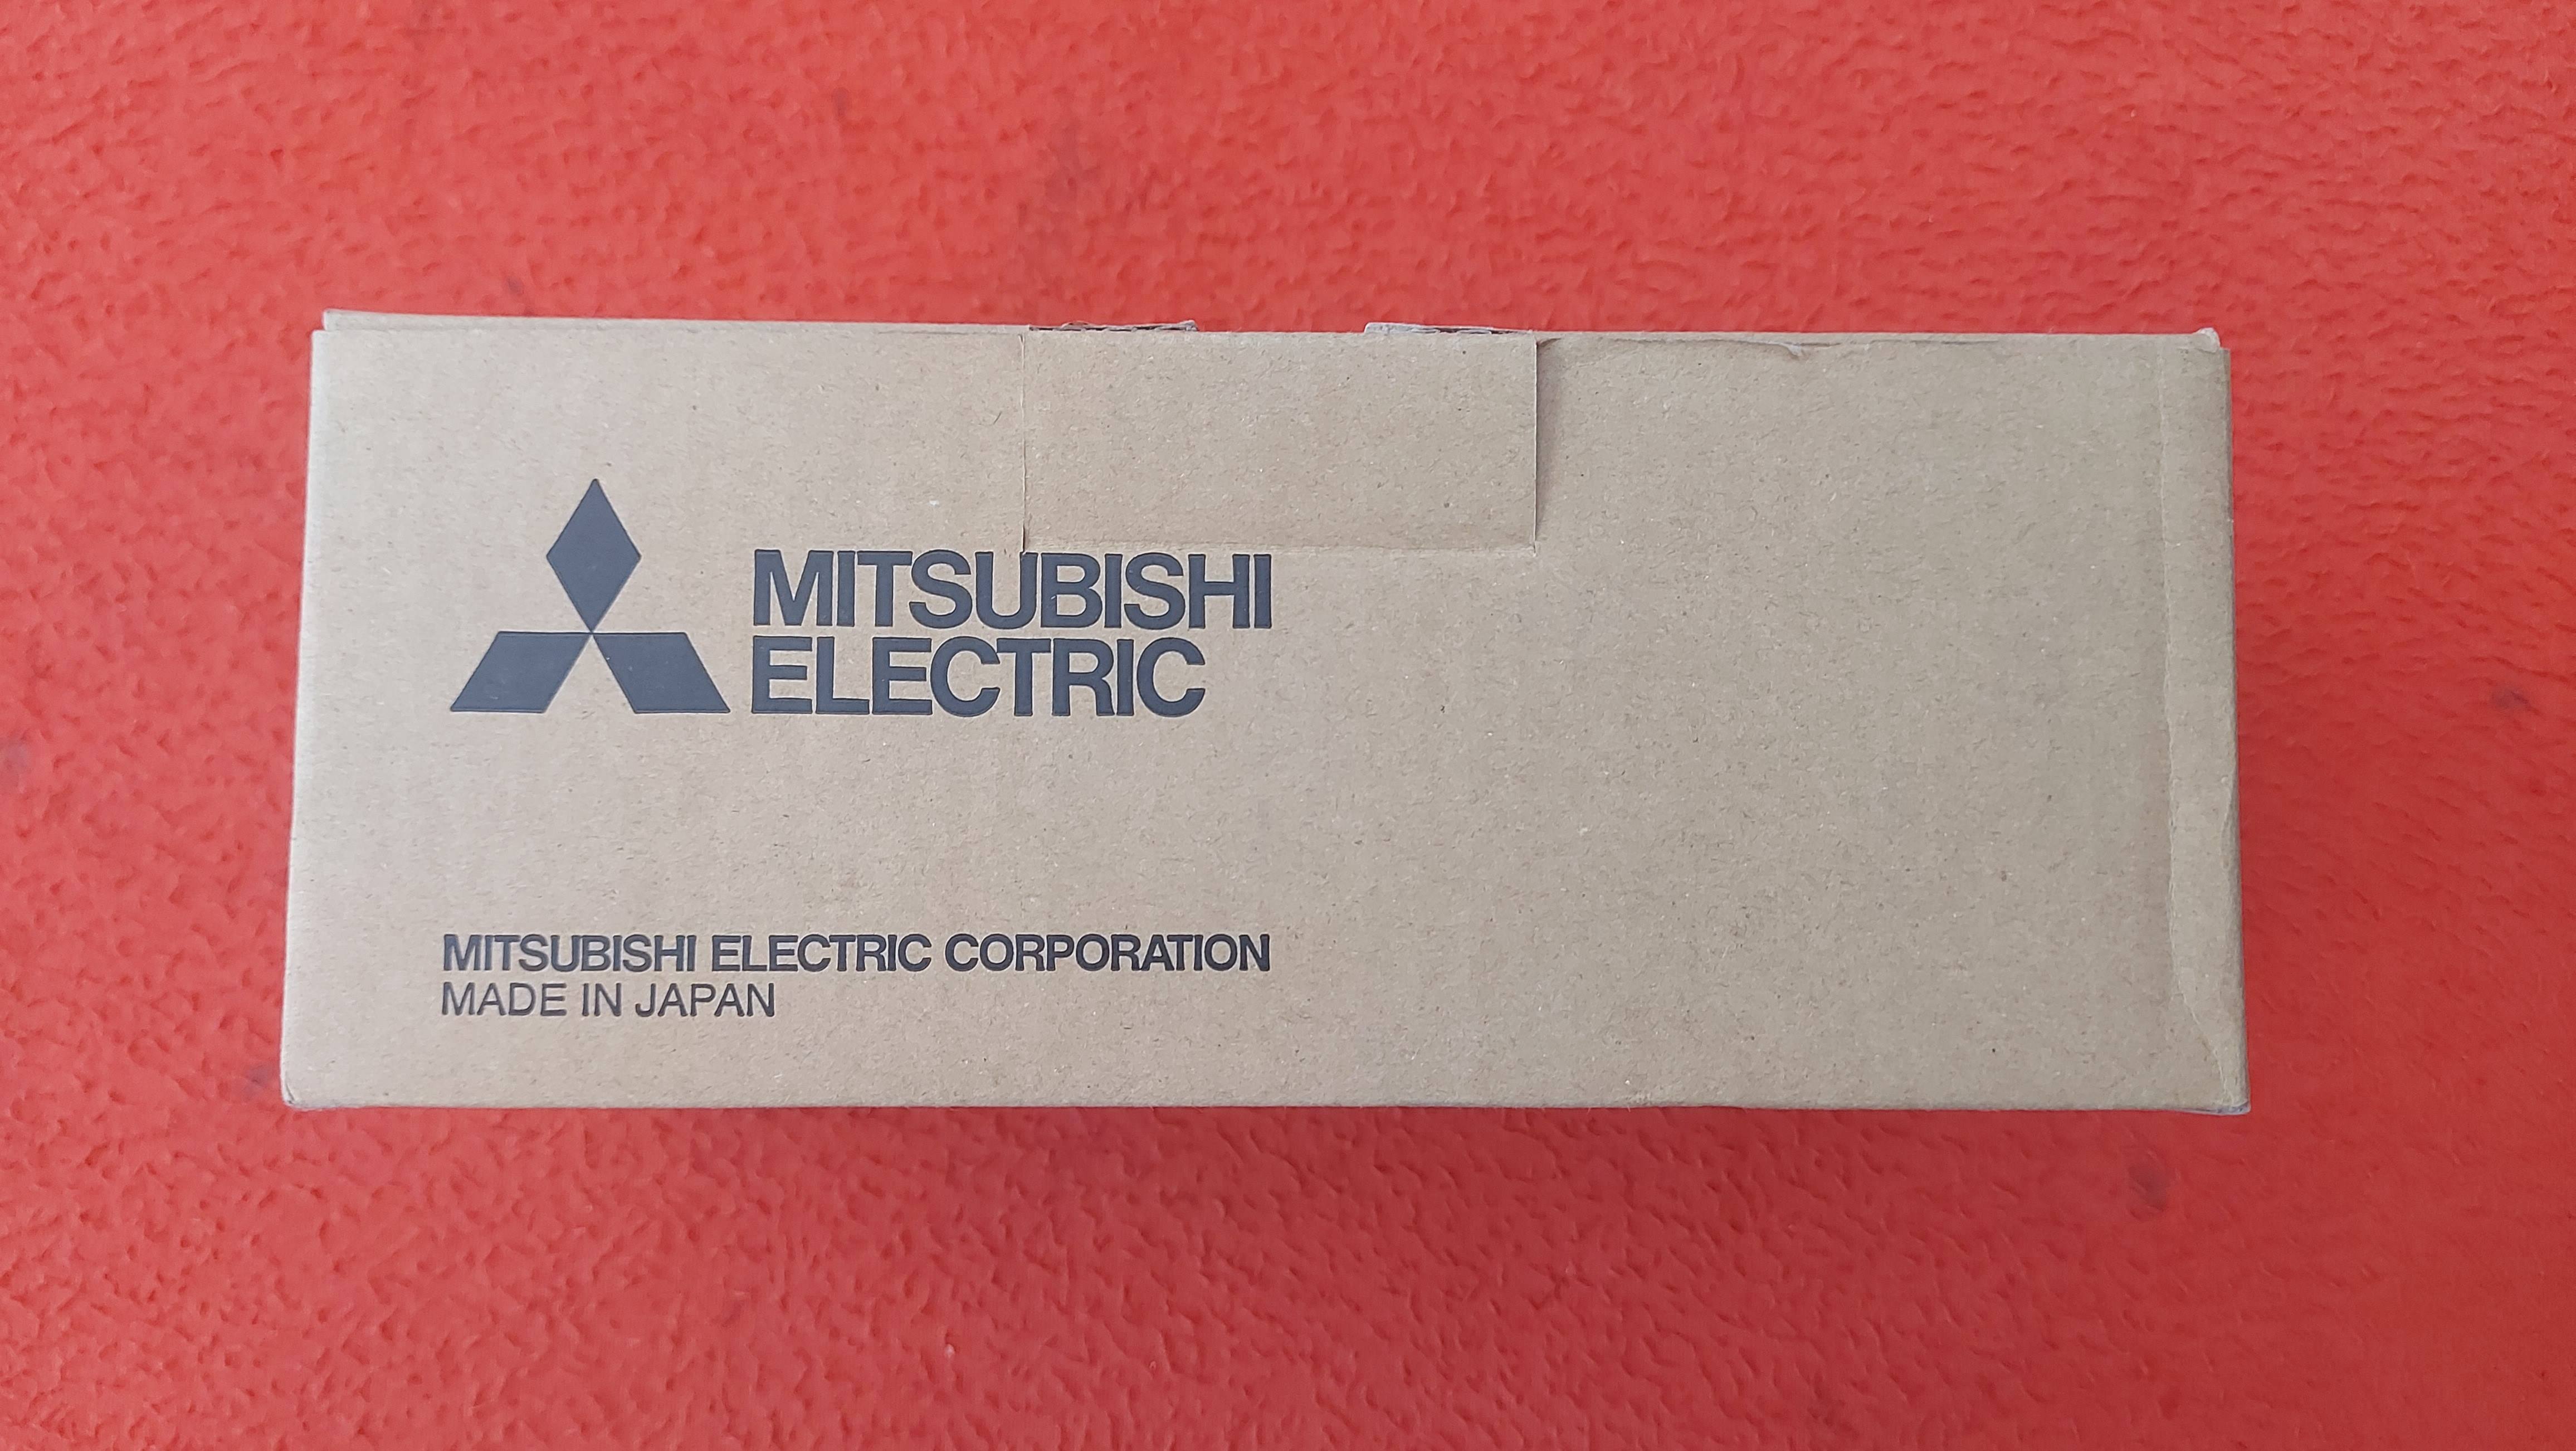 MITSUBISHI
ELECTRIC
MITSUBISHI ELECTRIC CORPORATION
MADE IN JAPAN